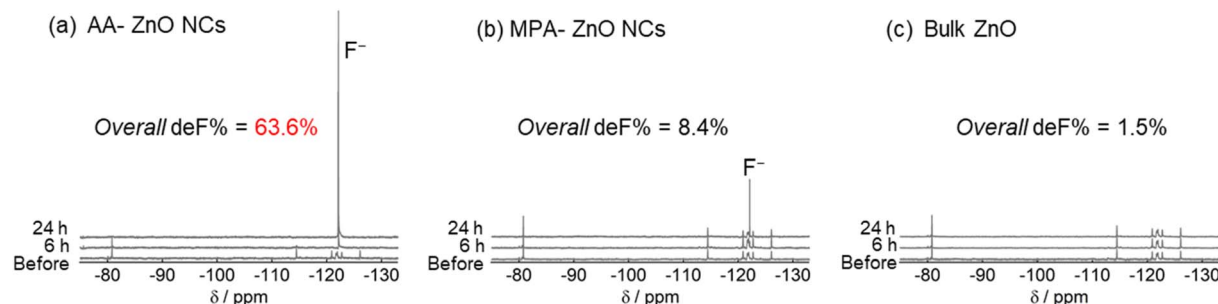 (a) AA- ZnO NCs
F⁻
Overall deF% = 63.6%
24 h
6 h
Before
-80 -90 -100 -110 -120 -130
δ / ppm
(b) MPA- ZnO NCs
Overall deF% = 8.4%
F⁻
24 h
6 h
Before
-80 -90 -100 -110 -120 -130
δ / ppm
(c) Bulk ZnO
Overall deF% = 1.5%
24 h
6 h
Before
-80 -90 -100 -110 -120 -130
δ / ppm